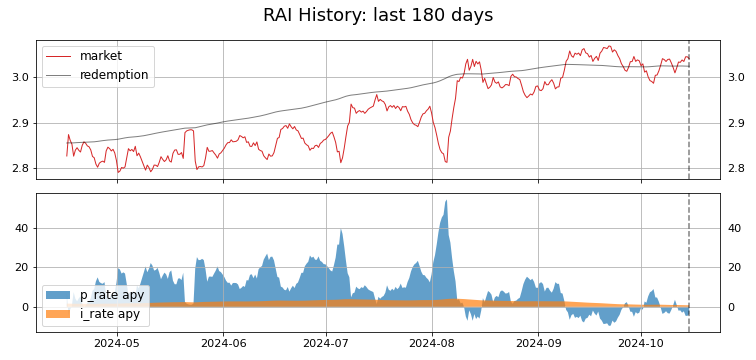 RAI History: last 180 days
market
redemption
3.0
2.9
2.8
3.0
2.9
2.8
40
20
0
40
20
0
p_rate apy
i_rate apy
2024-05 2024-06 2024-07 2024-08 2024-09 2024-10